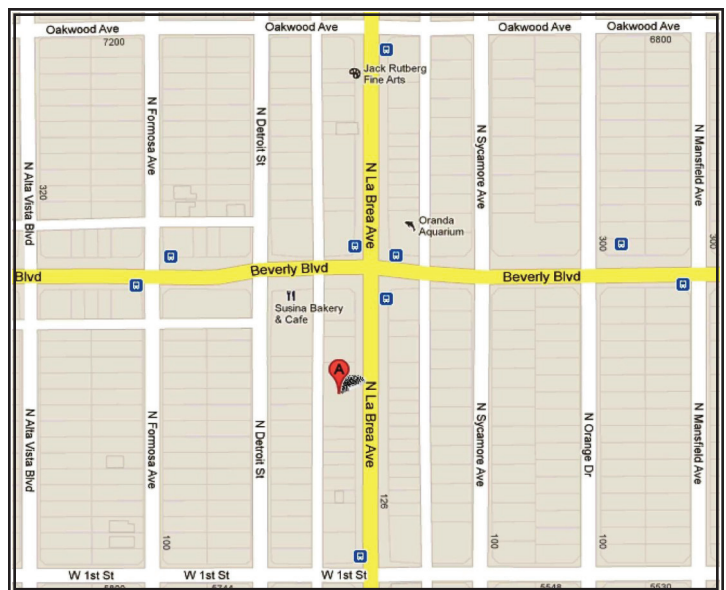 Oakwood Ave
Oakwood Ave
Oakwood Ave
7200
6800
Jack Rutberg
Fine Arts
N Alta Vista Blvd
N Formosa Ave
N Detroit St
N La Brea Ave
N Sycamore Ave
N Mansfield Ave
320
Oranda
Aquarium
300
300
Blvd
Beverly Blvd
Beverly Blvd
Susina Bakery
& Cafe
A
N Alta Vista Blvd
N Formosa Ave
N Detroit St
N La Brea Ave
N Sycamore Ave
N Orange Dr
N Mansfield Ave
126
100
100
100
W 1st St
W 1st St
W 1st St
5744
5548
5530